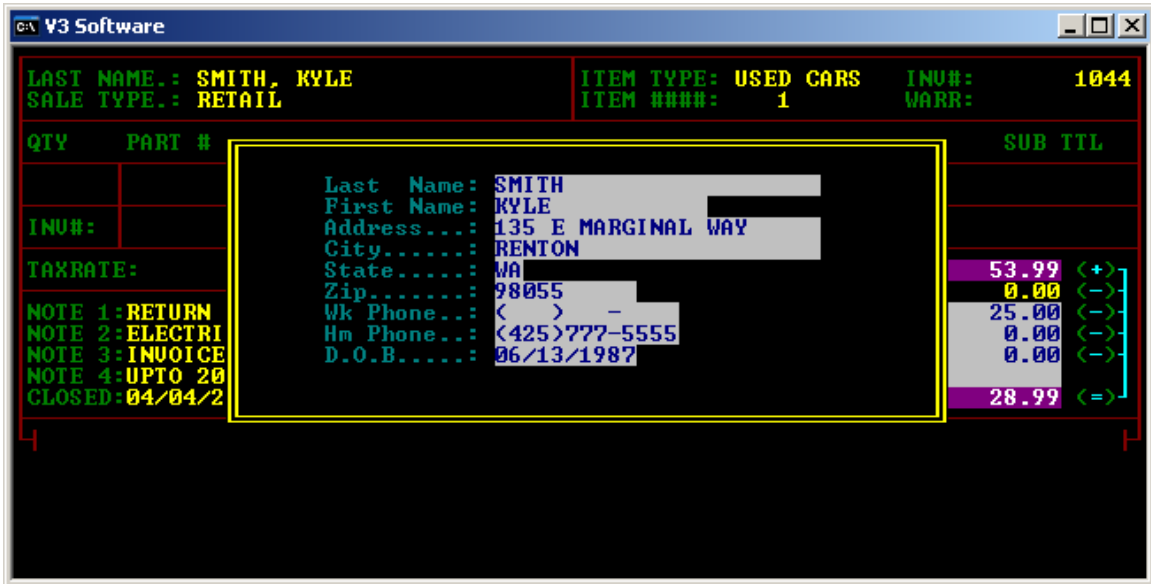 C:\ V3 Software
LAST NAME.: SMITH, KYLE ITEM TYPE: USED CARS INV#: 1044
SALE TYPE.: RETAIL ITEM ####: 1 WARR:
QTY PART # SUB TTL
INV#:
TAXRATE: 53.99 (+)
0.00 (-)
NOTE 1:RETURN 25.00 (-)
NOTE 2:ELECTRI 0.00 (-)
NOTE 3:INVOICE 0.00 (-)
NOTE 4:UPTO 20
CLOSED:04/04/2 28.99 (=)
Last Name: SMITH
First Name: KYLE
Address...: 135 E MARGINAL WAY
City......: RENTON
State.....: WA
Zip.......: 98055
Wk Phone..: ( ) -
Hm Phone..: (425)777-5555
D.O.B.....: 06/13/1987